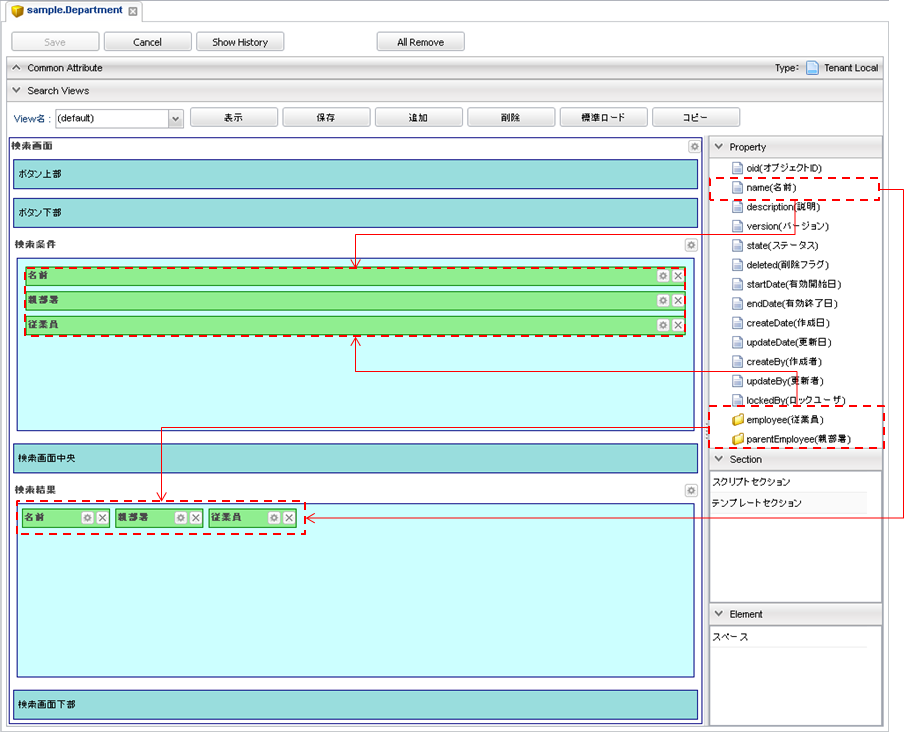 sample.Department
Save
Cancel
Show History
All Remove
Common Attribute
Type:
Tenant Local
Search Views
View名 :
(default)
表示
保存
追加
削除
標準ロード
コピー
検索画面
ボタン上部
ボタン下部
検索条件
名前
親部署
従業員
検索画面中央
検索結果
名前
親部署
従業員
検索画面下部
Property
oid(オブジェクトID)
name(名前)
description(説明)
version(バージョン)
state(ステータス)
deleted(削除フラグ)
startDate(有効開始日)
endDate(有効終了日)
createDate(作成日)
updateDate(更新日)
createBy(作成者)
updateBy(更新者)
lockedBy(ロックユーザ)
employee(従業員)
parentEmployee(親部署)
Section
スクリプトセクション
テンプレートセクション
Element
スペース